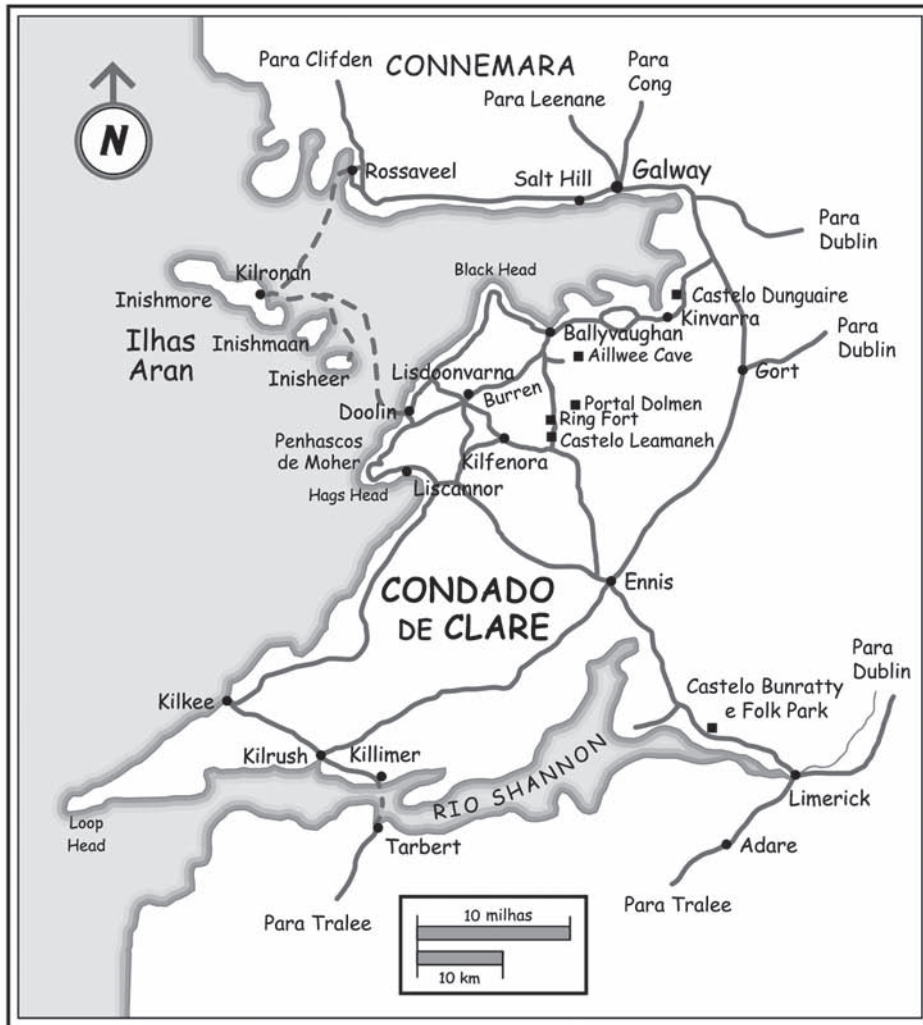 Para Clifden
CONNEMARA
Para
Cong
Para Leenane
N
Rossaveel
Salt Hill
Galway
Para
Dublin
Kilronan
Inishmore
Black Head
Castelo Dunguaire
Kinvarra
Ballyvaughan
Ilhas
Aran
Inishmaan
Inisheer
Aillwee Cave
Para
Dublin
Gort
Lisdoonvarna
Burren
Doolin
Portal Dolmen
Ring Fort
Castelo Leamaneh
Penhascos
de Moher
Kilfenora
Hags Head
Liscannor
Ennis
CONDADO
DE CLARE
Para
Dublin
Castelo Bunratty
e Folk Park
Kilkee
Kilrush
Killimer
RIO SHANNON
Limerick
Loop
Head
Tarbert
Adare
Para Tralee
Para Tralee
10 milhas
10 km